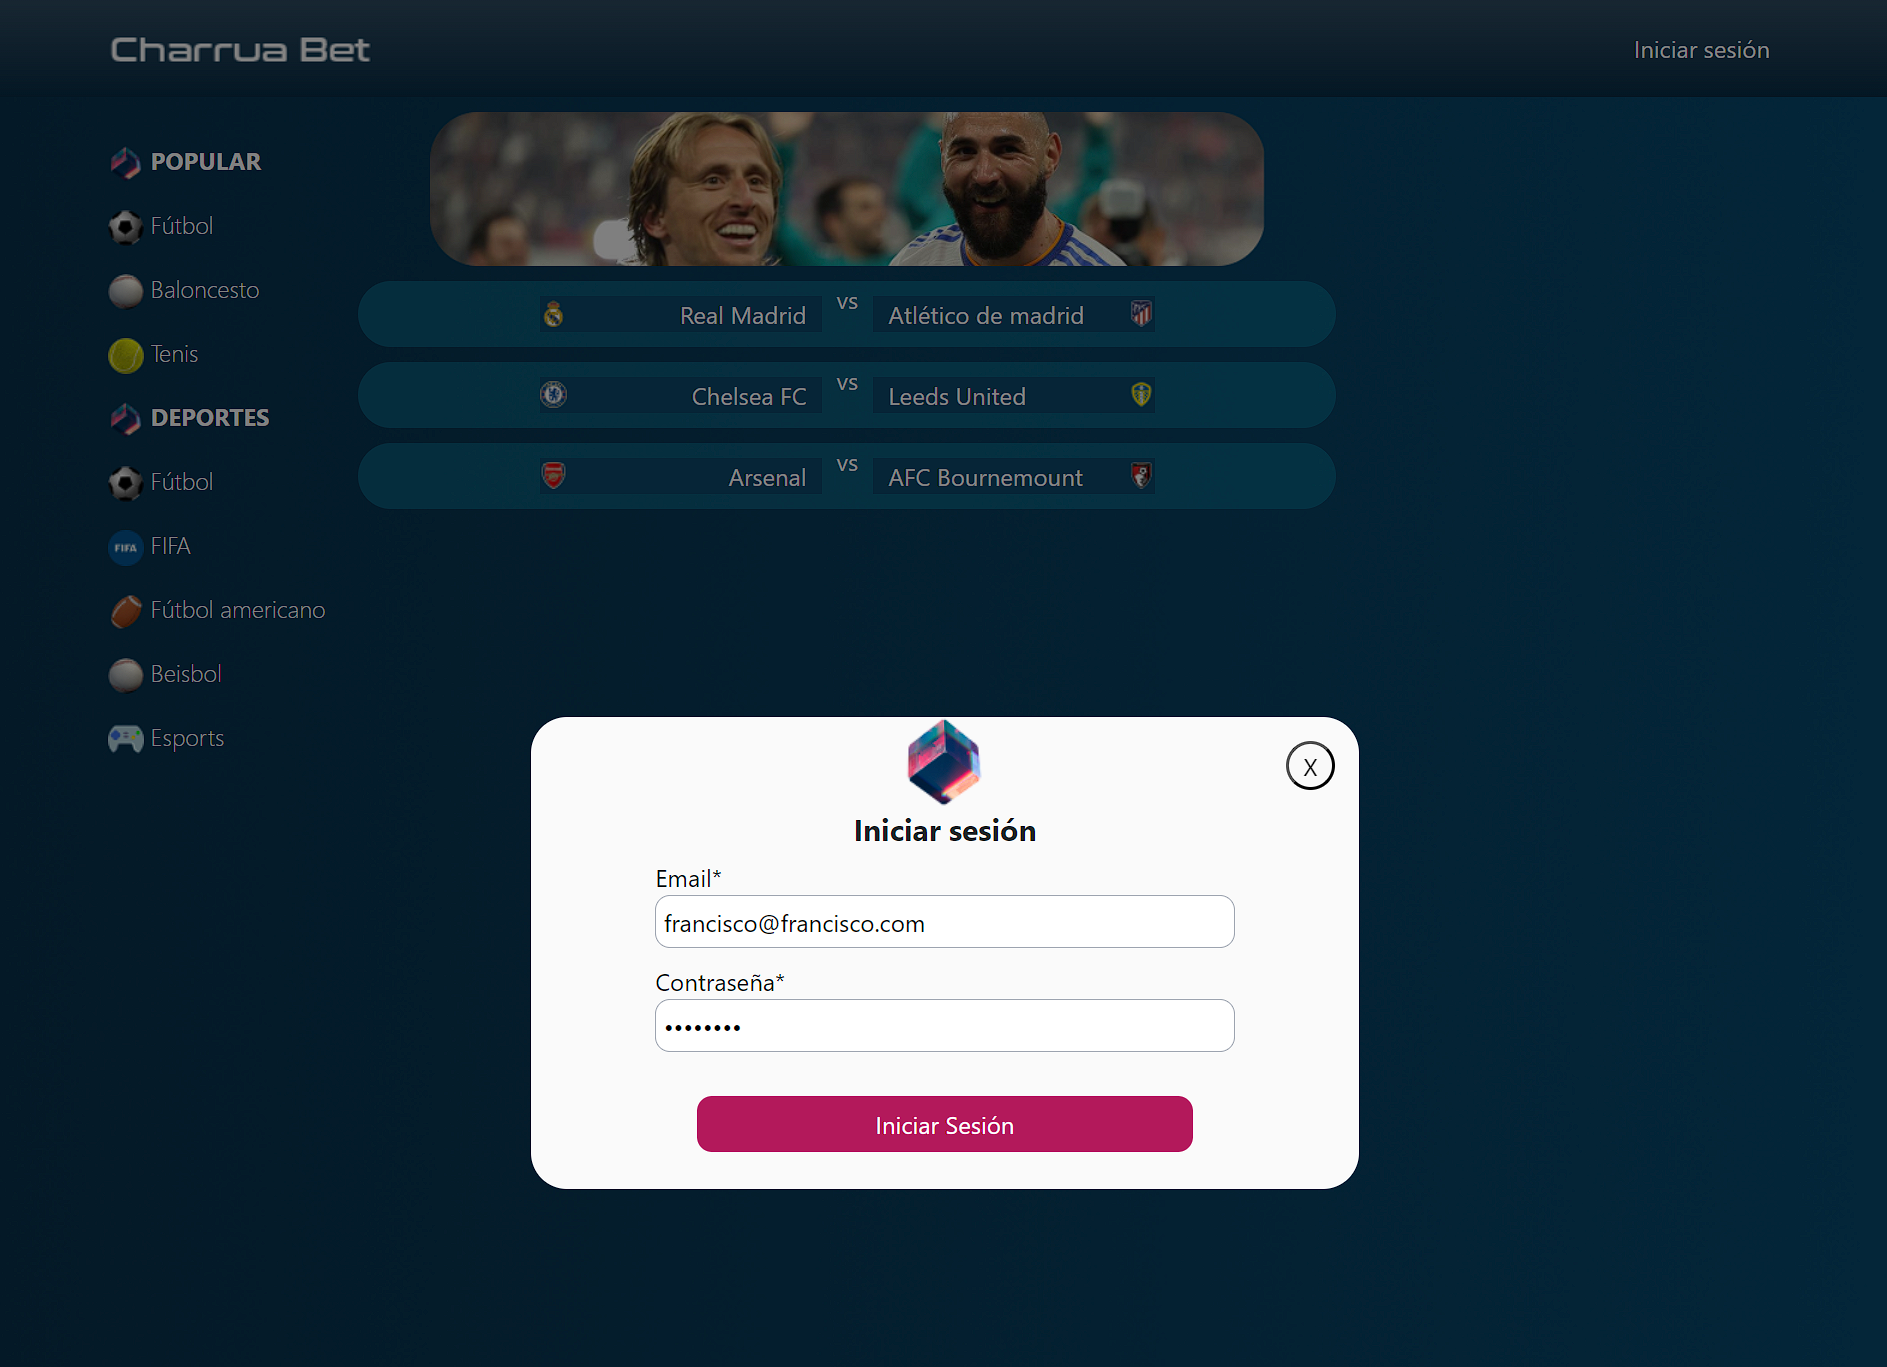 Charrua Bet
Iniciar sesión
POPULAR
Fútbol
Baloncesto
Tenis
DEPORTES
Fútbol
FIFA
FIFA
Fútbol americano
Beisbol
Esports
Real Madrid vs Atlético de madrid
Chelsea FC vs Leeds United
Arsenal vs AFC Bournemount
X
Iniciar sesión
Email*
francisco@francisco.com
Contraseña*
••••••••
Iniciar Sesión